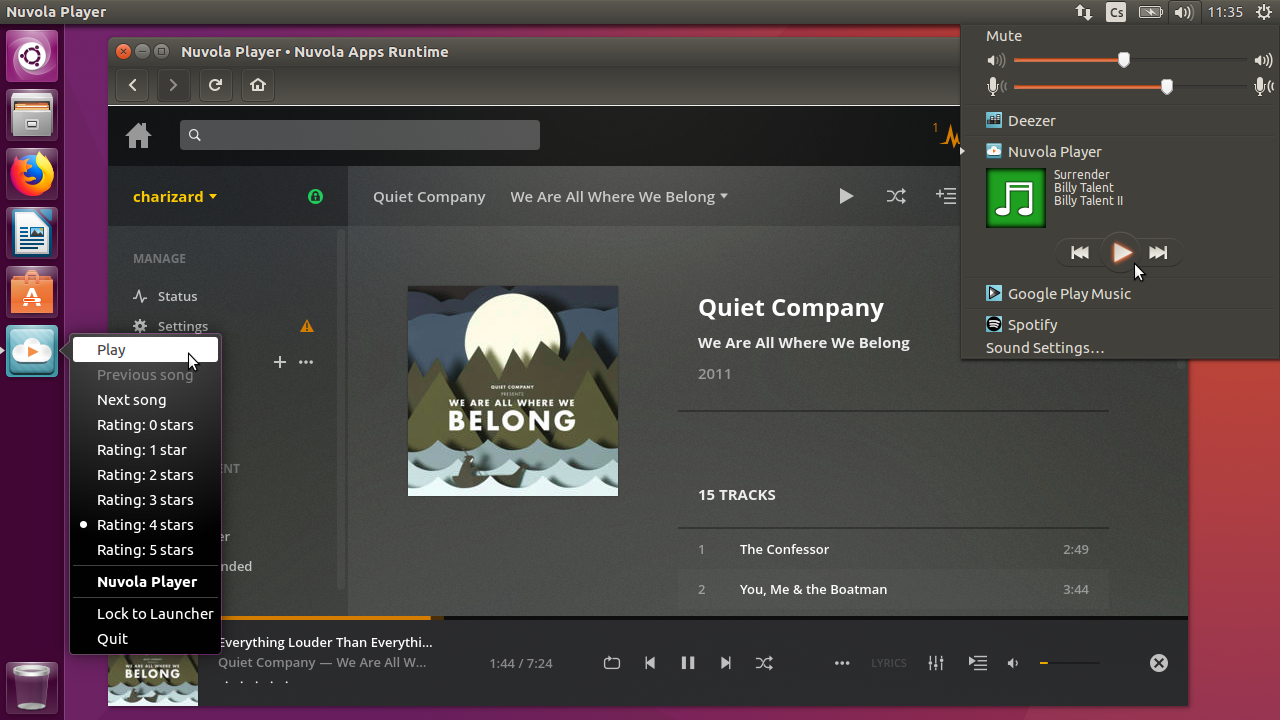 Nuvola Player
Cs
11:35
Nuvola Player • Nuvola Apps Runtime
1
charizard
Quiet Company
We Are All Where We Belong
MANAGE
Status
Settings
ENT
er
nded
QUIET COMPANY
PRESENTS
WE ARE ALL WHERE WE
BELONG
Quiet Company
We Are All Where We Belong
2011
15 TRACKS
1 The Confessor 2:49
2 You, Me & the Boatman 3:44
Play
Previous song
Next song
Rating: 0 stars
Rating: 1 star
Rating: 2 stars
Rating: 3 stars
Rating: 4 stars
Rating: 5 stars
Nuvola Player
Lock to Launcher
Quit
Mute
Deezer
Nuvola Player
Surrender
Billy Talent
Billy Talent II
Google Play Music
Spotify
Sound Settings…
BELONG
Everything Louder Than Everythi...
Quiet Company — We Are All W...
1:44 / 7:24
LYRICS